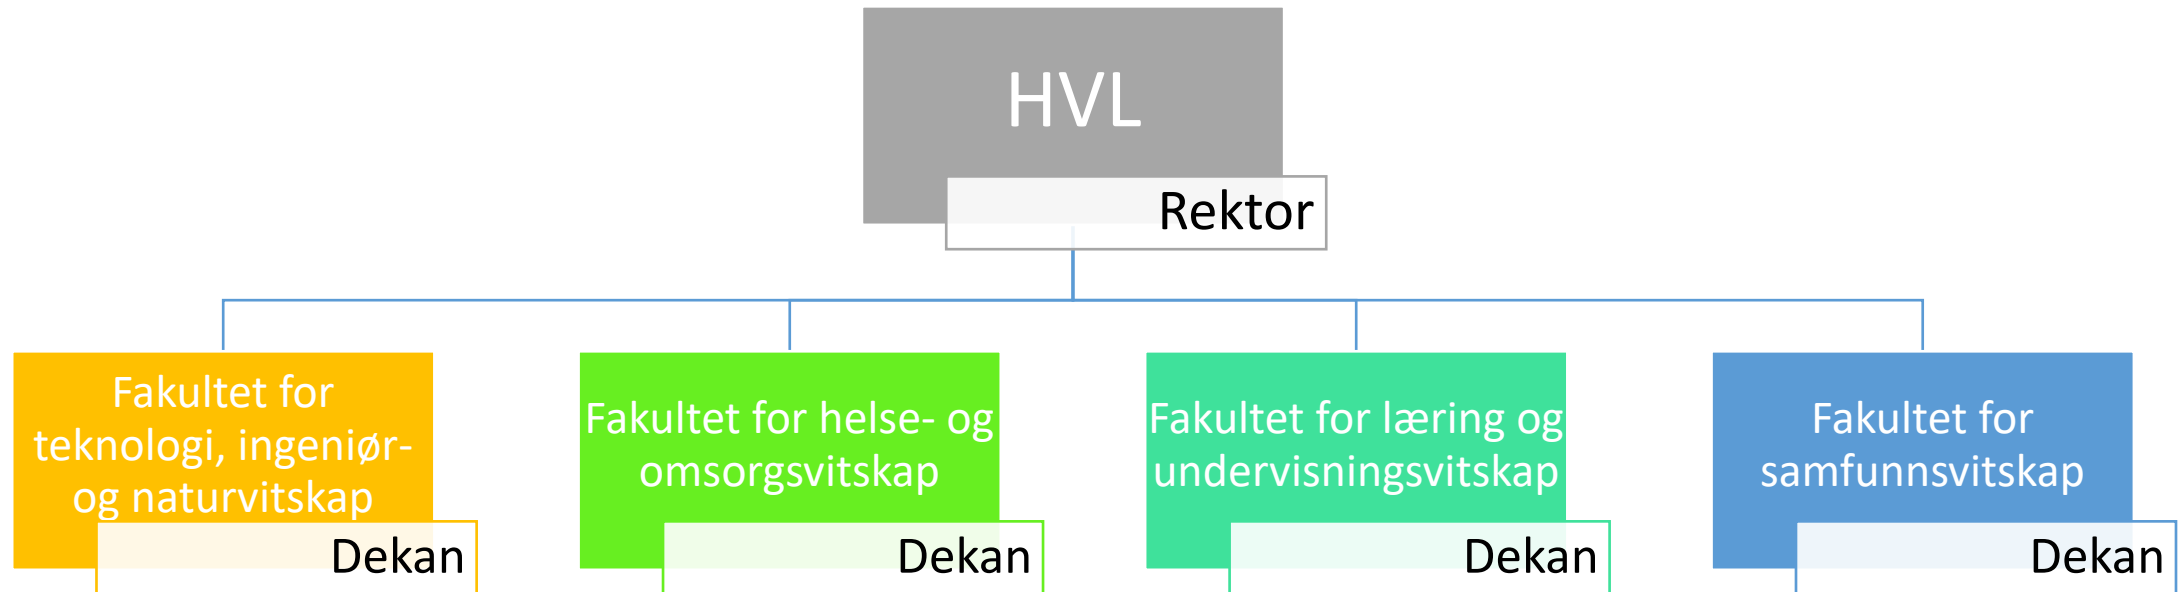 HVL
Rektor
Fakultet for
teknologi, ingeniør-
og naturvitskap
Dekan
Fakultet for helse- og
omsorgsvitskap
Dekan
Fakultet for læring og
undervisningsvitskap
Dekan
Fakultet for
samfunnsvitskap
Dekan